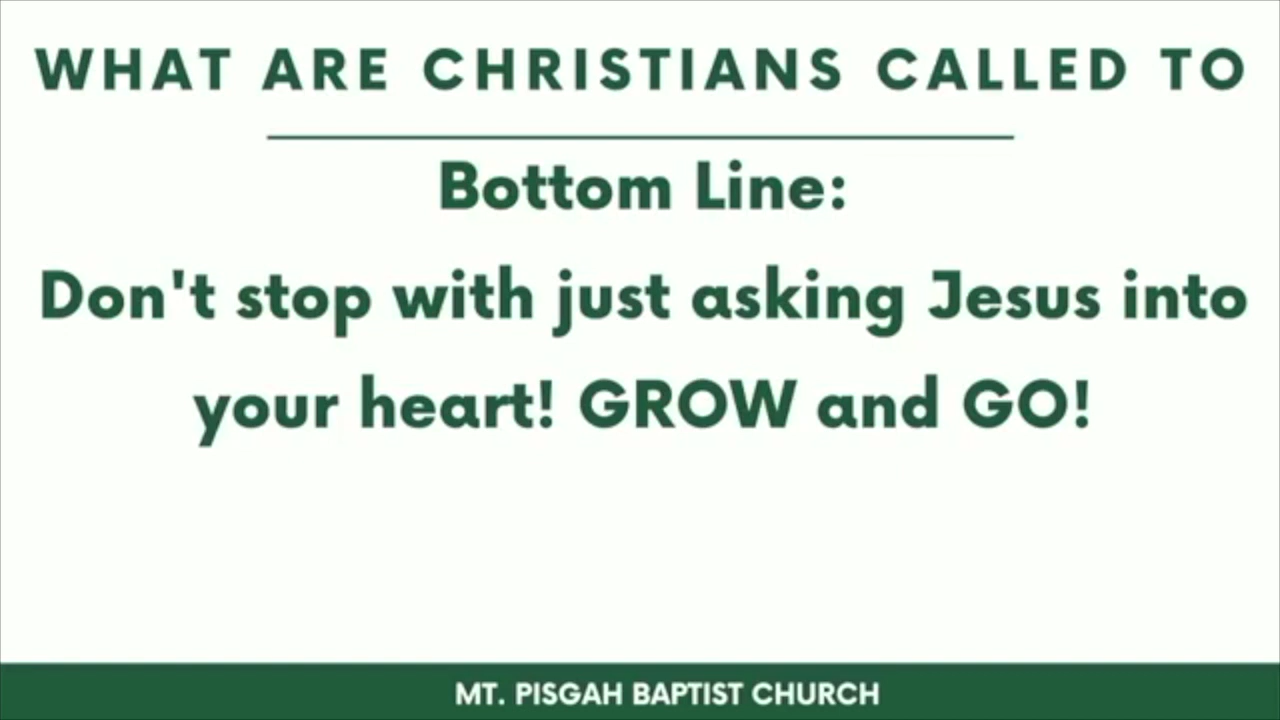 WHAT ARE CHRISTIANS CALLED TO
Bottom Line:
Don't stop with just asking Jesus into
your heart! GROW and GO!
MT. PISGAH BAPTIST CHURCH